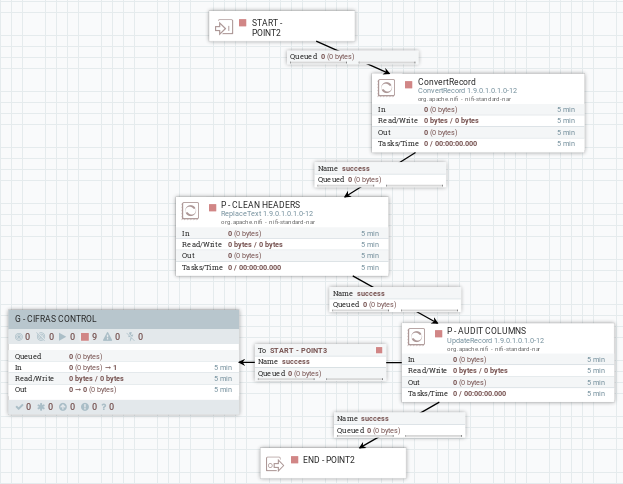 START -
POINT2
Queued 0 (0 bytes)
ConvertRecord
ConvertRecord 1.9.0.1.0.1.0-12
org.apache.nifi - nifi-standard-nar
In 0 (0 bytes) 5 min
Read/Write 0 bytes / 0 bytes 5 min
Out 0 (0 bytes) 5 min
Tasks/Time 0 / 00:00:00.000 5 min
Name success
Queued 0 (0 bytes)
P - CLEAN HEADERS
ReplaceText 1.9.0.1.0.1.0-12
org.apache.nifi - nifi-standard-nar
In 0 (0 bytes) 5 min
Read/Write 0 bytes / 0 bytes 5 min
Out 0 (0 bytes) 5 min
Tasks/Time 0 / 00:00:00.000 5 min
Name success
Queued 0 (0 bytes)
P - AUDIT COLUMNS
UpdateRecord 1.9.0.1.0.1.0-12
org.apache.nifi - nifi-standard-nar
In 0 (0 bytes) 5 min
Read/Write 0 bytes / 0 bytes 5 min
Out 0 (0 bytes) 5 min
Tasks/Time 0 / 00:00:00.000 5 min
To START - POINT3
Name success
Queued 0 (0 bytes)
G - CIFRAS CONTROL
0 0 0 9 0 0
Queued 0 (0 bytes)
In 0 (0 bytes) → 1 5 min
Read/Write 0 bytes / 0 bytes 5 min
Out 0 → 0 (0 bytes) 5 min
0 0 0 0 ? 0
Name success
Queued 0 (0 bytes)
END - POINT2